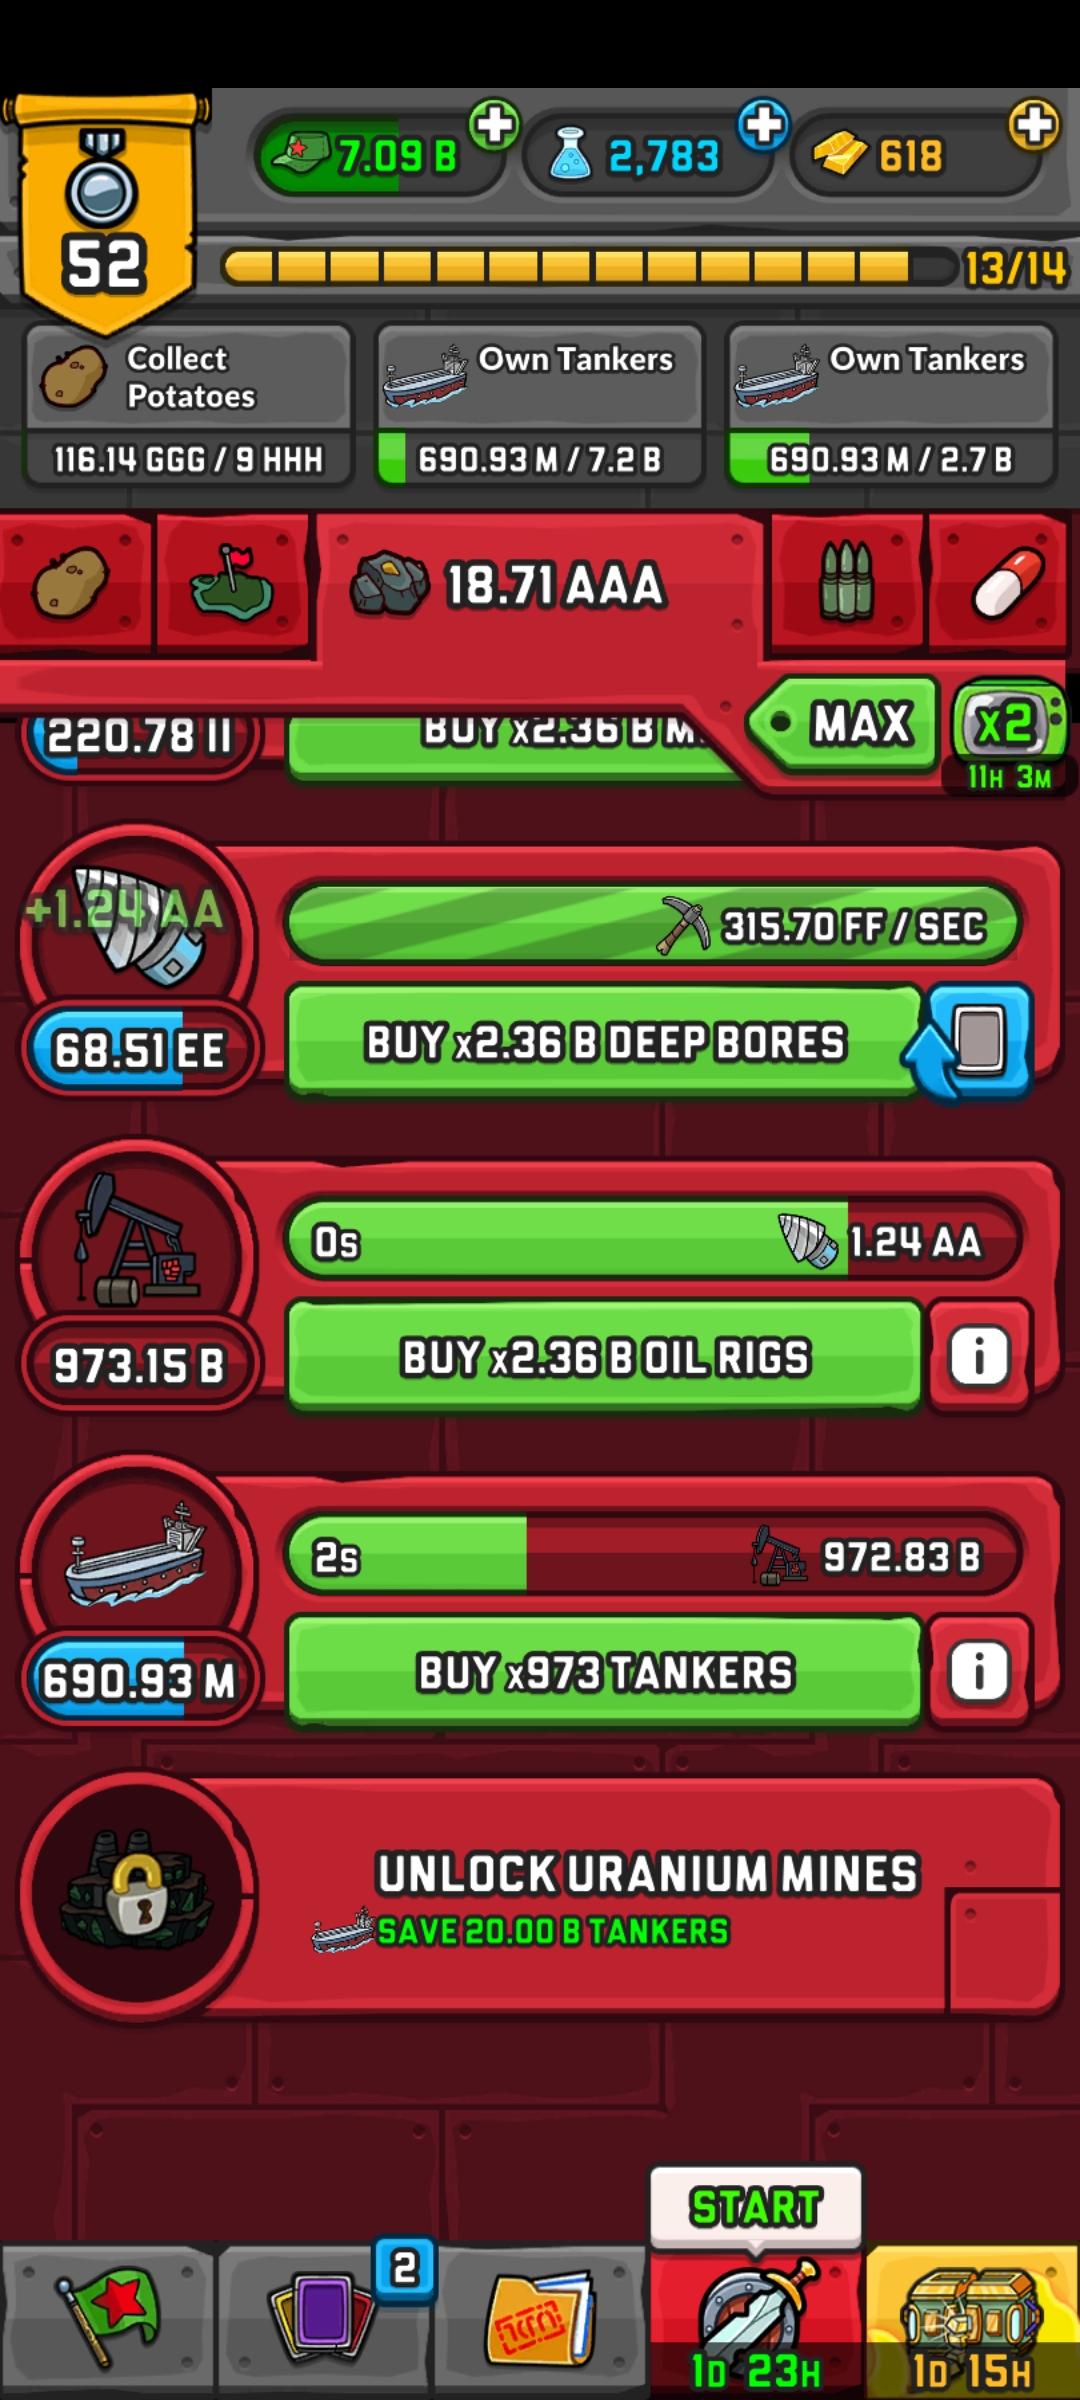 7.09 B
2,783
618
52
13/14
Collect
Potatoes
116.14 GGG / 9 HHH
Own Tankers
690.93 M / 7.2 B
Own Tankers
690.93 M / 2.7 B
18.71 AAA
MAX
x2
11H 3M
220.78 II
BUY x2.36 B M
+1.24 AA
315.70 FF / SEC
68.51 EE
BUY x2.36 B DEEP BORES
0s
1.24 AA
973.15 B
BUY x2.36 B OIL RIGS
i
2s
972.83 B
690.93 M
BUY x973 TANKERS
i
UNLOCK URANIUM MINES
SAVE 20.00 B TANKERS
START
2
1D 23H
1D 15H